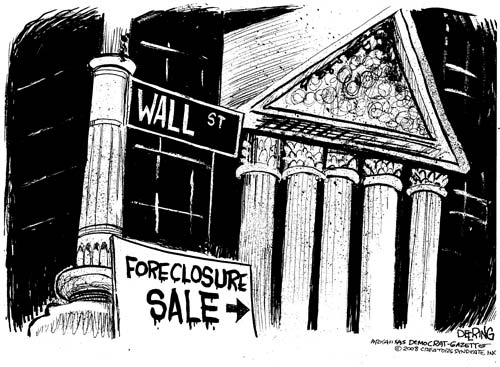 WALL ST
FORECLOSURE
SALE
DEERING
ARKANSAS DEMOCRAT-GAZETTE
© 2008 CREATORS SYNDICATE, INC